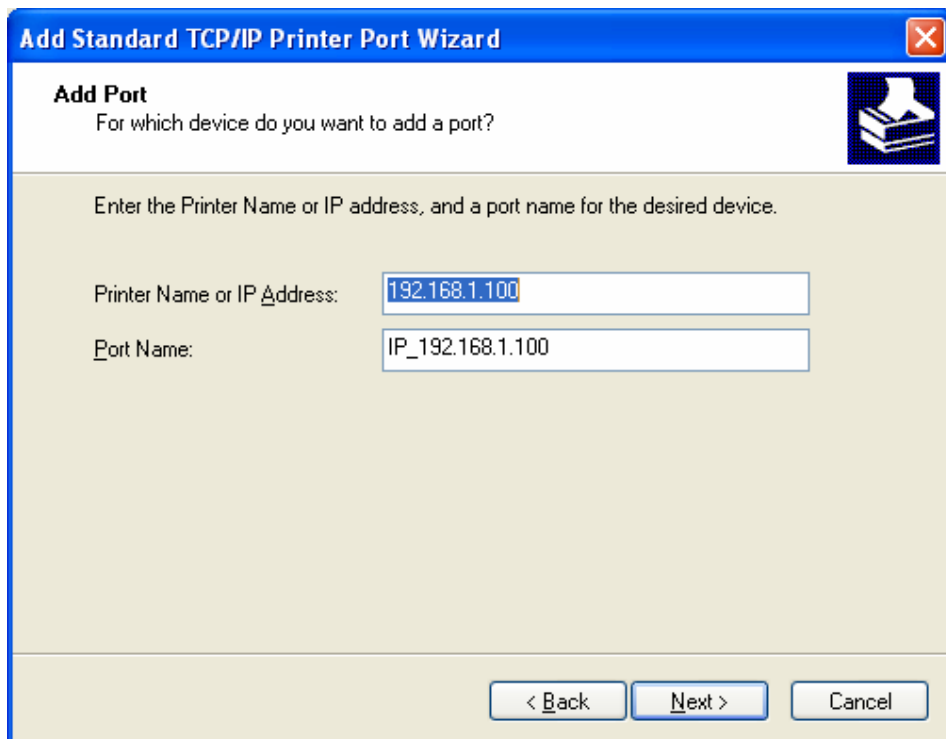 Add Standard TCP/IP Printer Port Wizard
Add Port
For which device do you want to add a port?
Enter the Printer Name or IP address, and a port name for the desired device.
Printer Name or IP Address: 192.168.1.100
Port Name: IP_192.168.1.100
< Back Next > Cancel